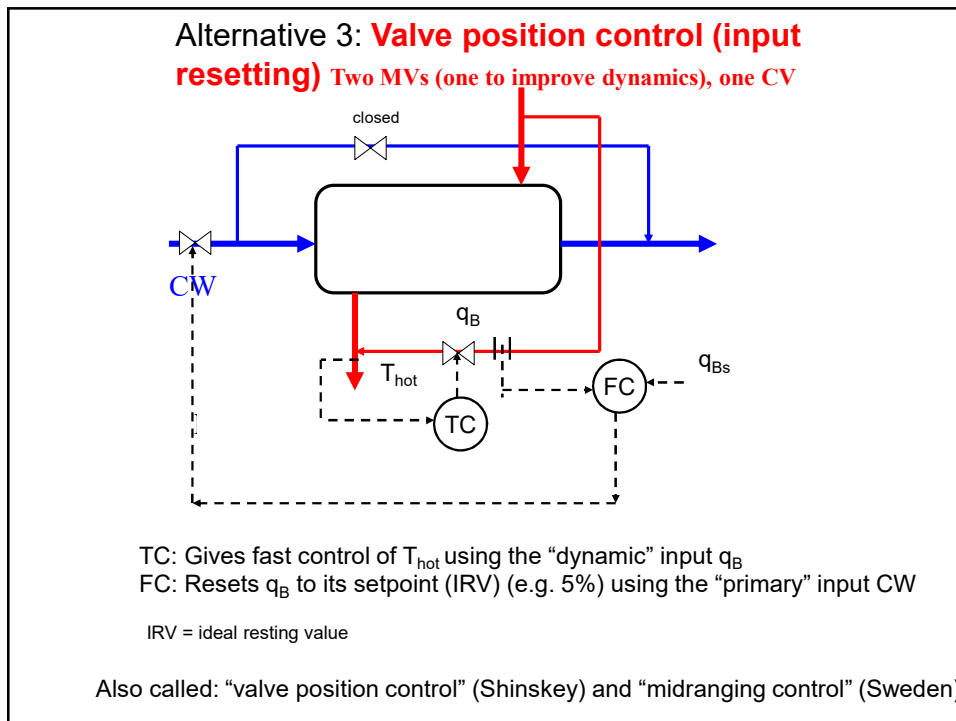 Alternative 3: Valve position control (input
resetting) Two MVs (one to improve dynamics), one CV
closed
CW
qB
Thot
qBs
FC
TC
TC: Gives fast control of Thot using the “dynamic” input qB
FC: Resets qB to its setpoint (IRV) (e.g. 5%) using the “primary” input CW
IRV = ideal resting value
Also called: “valve position control” (Shinskey) and “midranging control” (Sweden)